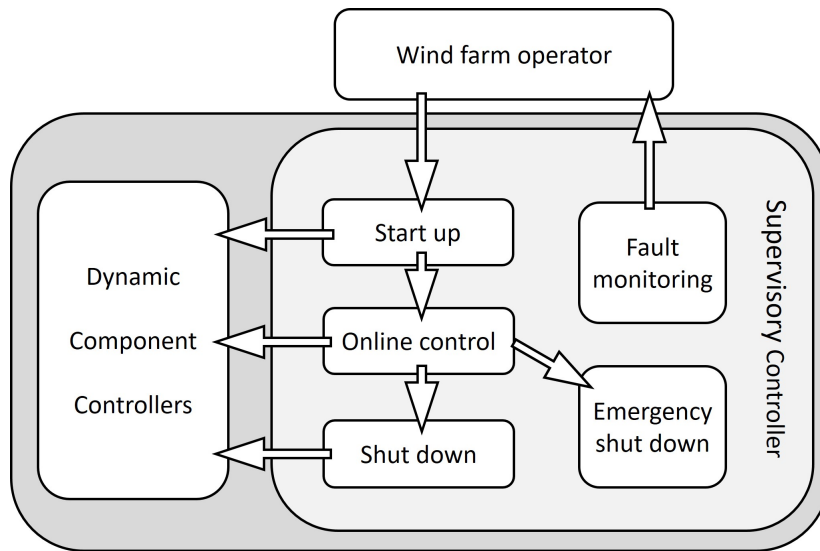 Wind farm operator
Start up
Online control
Shut down
Dynamic
Component
Controllers
Fault
monitoring
Emergency
shut down
Supervisory Controller